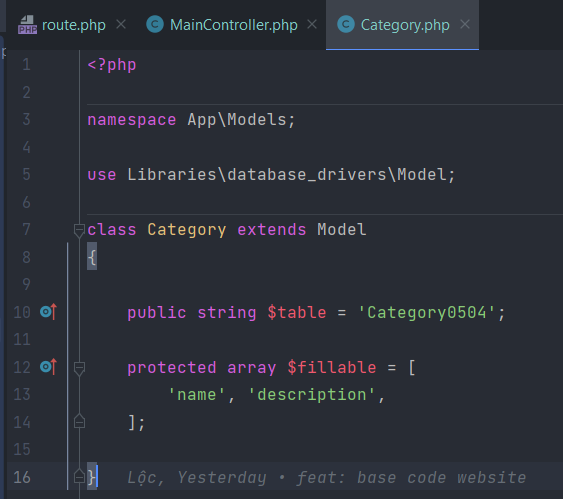 route.php MainController.php Category.php
1 <?php
2
3 namespace App\Models;
4
5 use Libraries\database_drivers\Model;
6
7 class Category extends Model
8 {
9
10 public string $table = 'Category0504';
11
12 protected array $fillable = [
13 'name', 'description',
14 ];
15
16 } Lộc, Yesterday • feat: base code website